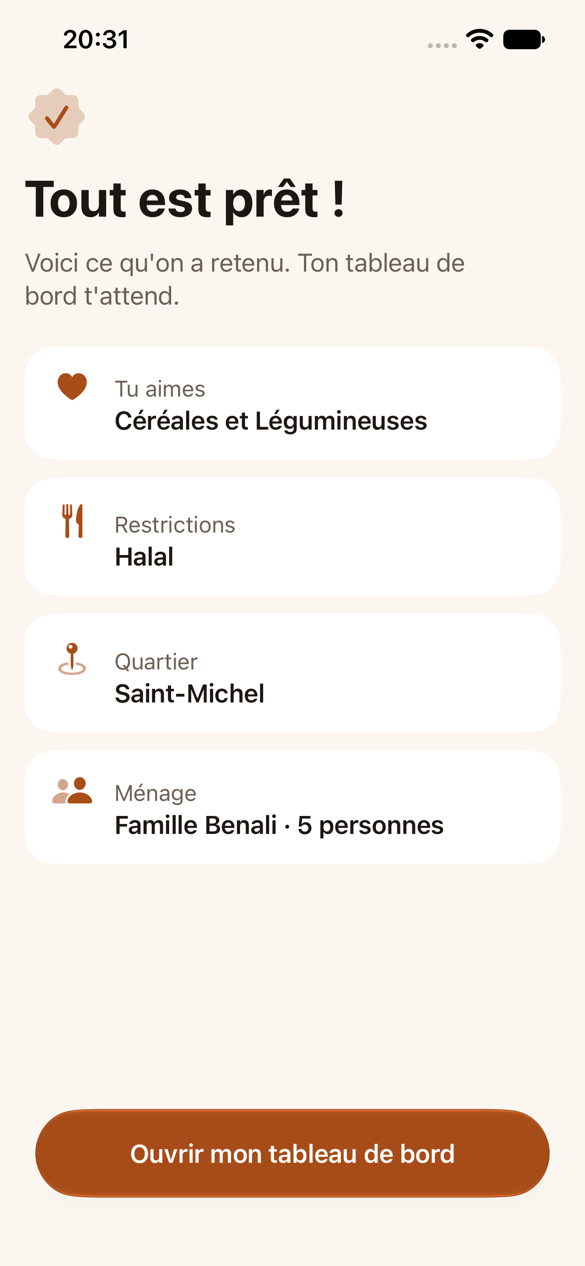 20:31
Tout est prêt !
Voici ce qu'on a retenu. Ton tableau de
bord t'attend.
Tu aimes
Céréales et Légumineuses
Restrictions
Halal
Quartier
Saint-Michel
Ménage
Famille Benali · 5 personnes
Ouvrir mon tableau de bord